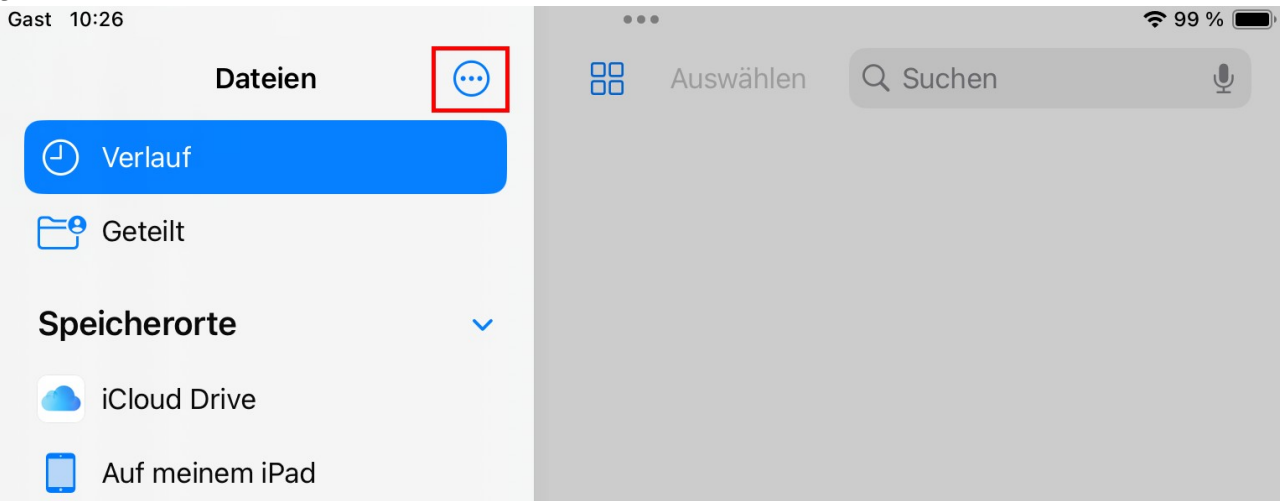 Gast 10:26
99 %
Dateien
Auswählen
Suchen
Verlauf
Geteilt
Speicherorte
iCloud Drive
Auf meinem iPad